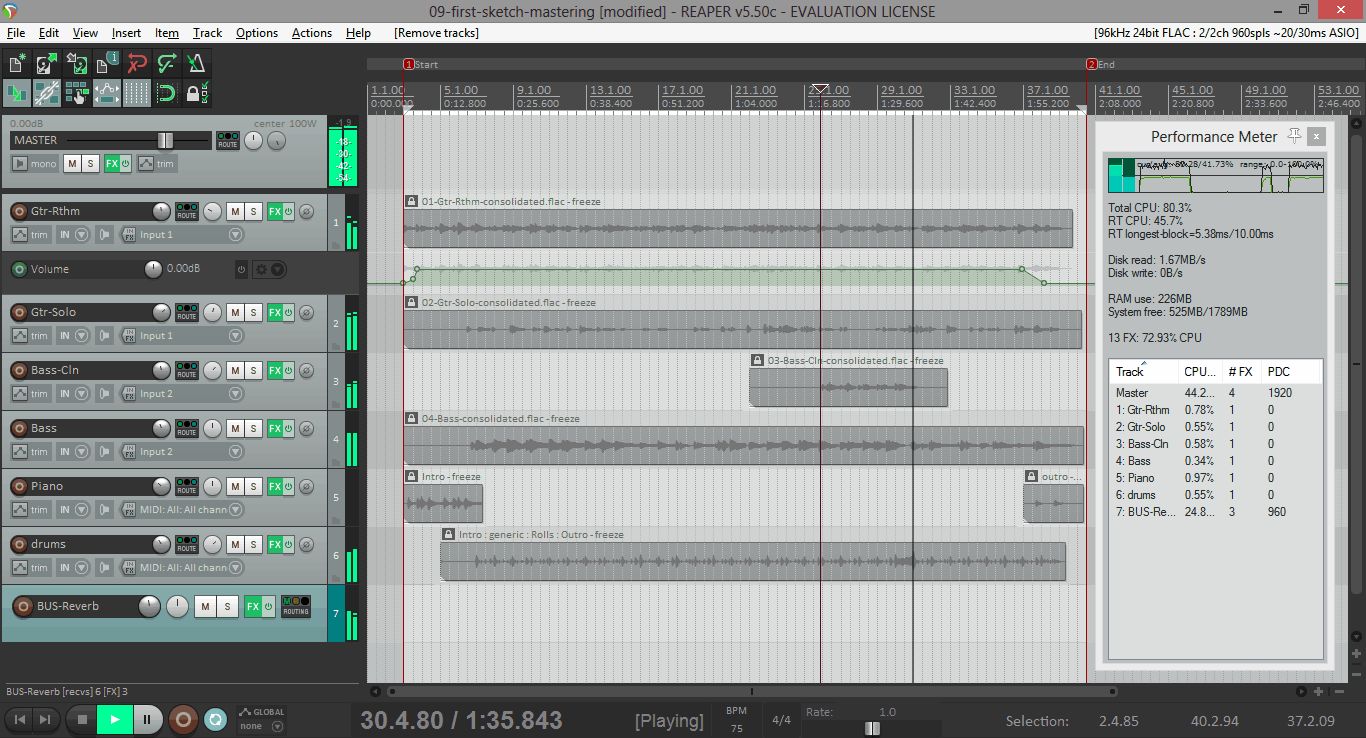 09-first-sketch-mastering [modified] - REAPER v5.50c - EVALUATION LICENSE
File Edit View Insert Item Track Options Actions Help [Remove tracks] [96kHz 24bit FLAC : 2/2ch 960spls ~20/30ms ASIO]
1 Start 2 End
1.1.00 5.1.00 9.1.00 13.1.00 17.1.00 21.1.00 29.1.00 33.1.00 37.1.00 41.1.00 45.1.00 49.1.00 53.1.00
0:00.000 0:12.800 0:25.600 0:38.400 0:51.200 1:04.000 1:16.800 1:29.600 1:42.400 1:55.200 2:08.000 2:20.800 2:33.600 2:46.400
0.00dB center 100W -1.9
MASTER ROUTE -18-
-30-
-42-
-54-
mono M S FX trim
Gtr-Rthm ROUTE M S FX 1
trim IN IN FX Input 1
Volume 0.00dB
Gtr-Solo ROUTE M S FX 2
trim IN IN FX Input 1
Bass-Cln ROUTE M S FX 3
trim IN IN FX Input 2
Bass ROUTE M S FX 4
trim IN IN FX Input 2
Piano ROUTE M S FX 5
trim IN IN FX MIDI: All: All chann
drums ROUTE M S FX 6
trim IN IN FX MIDI: All: All chann
BUS-Reverb M S FX ROUTING 7
01-Gtr-Rthm-consolidated.flac - freeze
02-Gtr-Solo-consolidated.flac - freeze
03-Bass-Cln-consolidated.flac - freeze
04-Bass-consolidated.flac - freeze
Intro - freeze outro -...
Intro : generic : Rolls : Outro - freeze
Performance Meter
range: 0.0-100.0%
Total CPU: 80.3%
RT CPU: 45.7%
RT longest-block=5.38ms/10.00ms
Disk read: 1.67MB/s
Disk write: 0B/s
RAM use: 226MB
System free: 525MB/1789MB
13 FX: 72.93% CPU
Track CPU... # FX PDC
Master 44.2... 4 1920
1: Gtr-Rthm 0.78% 1 0
2: Gtr-Solo 0.55% 1 0
3: Bass-Cln 0.58% 1 0
4: Bass 0.34% 1 0
5: Piano 0.97% 1 0
6: drums 0.55% 1 0
7: BUS-Re... 24.8... 3 960
BUS-Reverb [recvs] 6 [FX] 3
GLOBAL
none
30.4.80 / 1:35.843 [Playing]
BPM
75
4/4
Rate: 1.0
Selection: 2.4.85 40.2.94 37.2.09